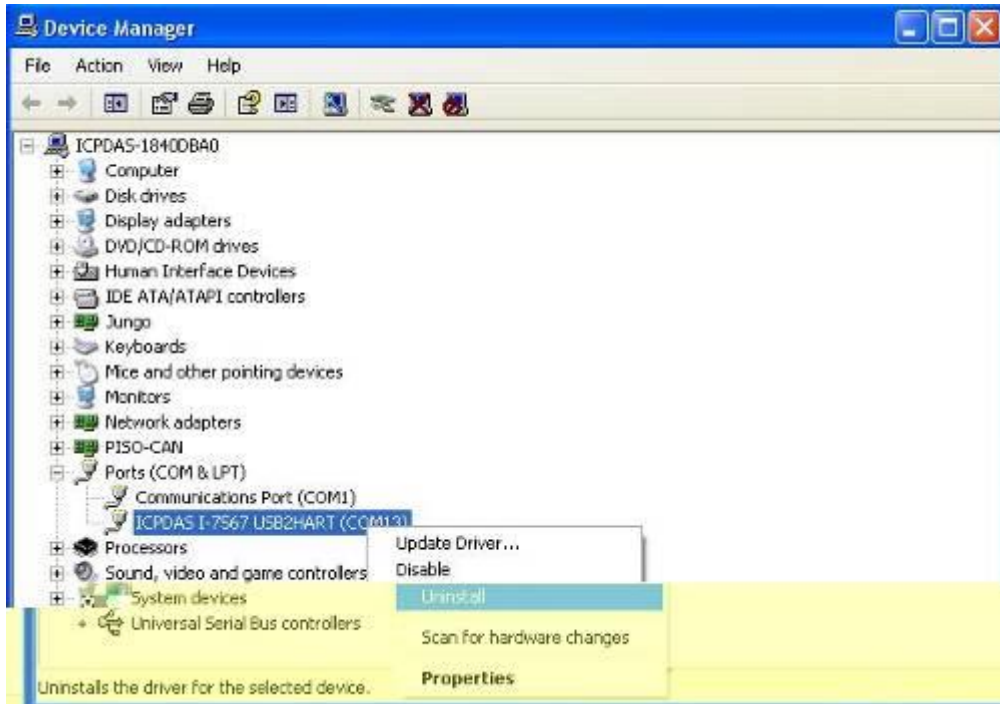 Device Manager
File Action View Help
ICPDAS-1840DBA0
Computer
Disk drives
Display adapters
DVD/CD-ROM drives
Human Interface Devices
IDE ATA/ATAPI controllers
Jungo
Keyboards
Mice and other pointing devices
Monitors
Network adapters
PISO-CAN
Ports (COM & LPT)
Communications Port (COM1)
ICPDAS I-7567 USB2HART (COM13)
Update Driver...
Processors
Disable
Sound, video and game controllers
System devices
Uninstall
Universal Serial Bus controllers
Scan for hardware changes
Properties
Uninstalls the driver for the selected device.